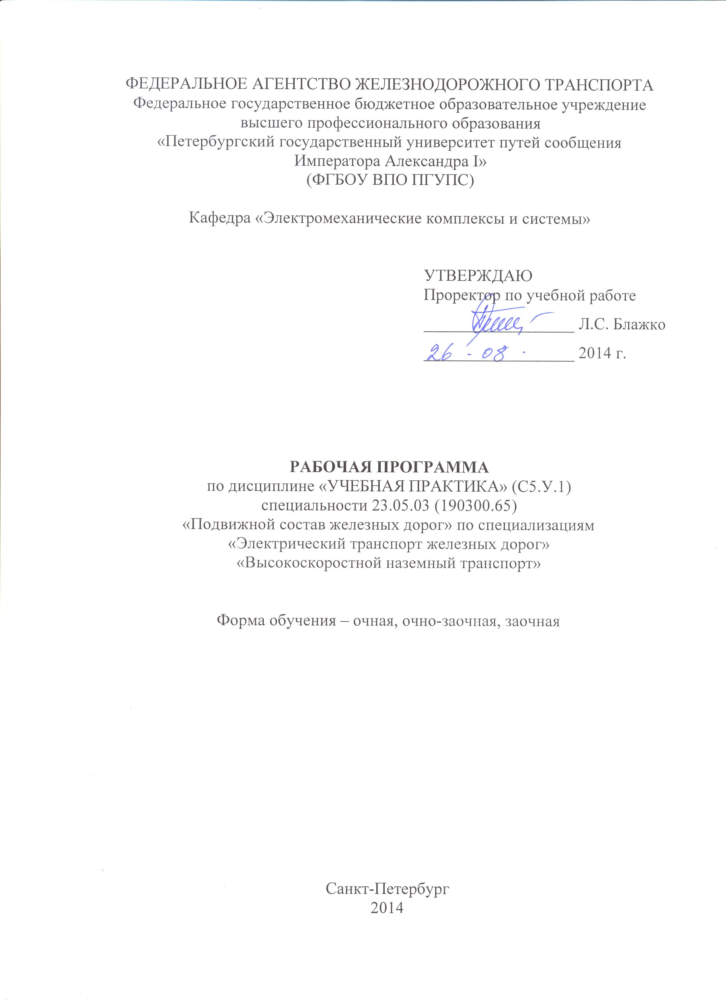 ФЕДЕРАЛЬНОЕ АГЕНТСТВО ЖЕЛЕЗНОДОРОЖНОГО ТРАНСПОРТА
Федеральное государственное бюджетное образовательное учреждение
высшего профессионального образования
«Петербургский государственный университет путей сообщения
Императора Александра I»
(ФГБОУ ВПО ПГУПС)
Кафедра «Электромеханические комплексы и системы»
УТВЕРЖДАЮ
Проректор по учебной работе
Л.С. Блажко
26 - 08 . 2014 г.
РАБОЧАЯ ПРОГРАММА
по дисциплине «УЧЕБНАЯ ПРАКТИКА» (С5.У.1)
специальности 23.05.03 (190300.65)
«Подвижной состав железных дорог» по специализациям
«Электрический транспорт железных дорог»
«Высокоскоростной наземный транспорт»
Форма обучения – очная, очно-заочная, заочная
Санкт-Петербург
2014